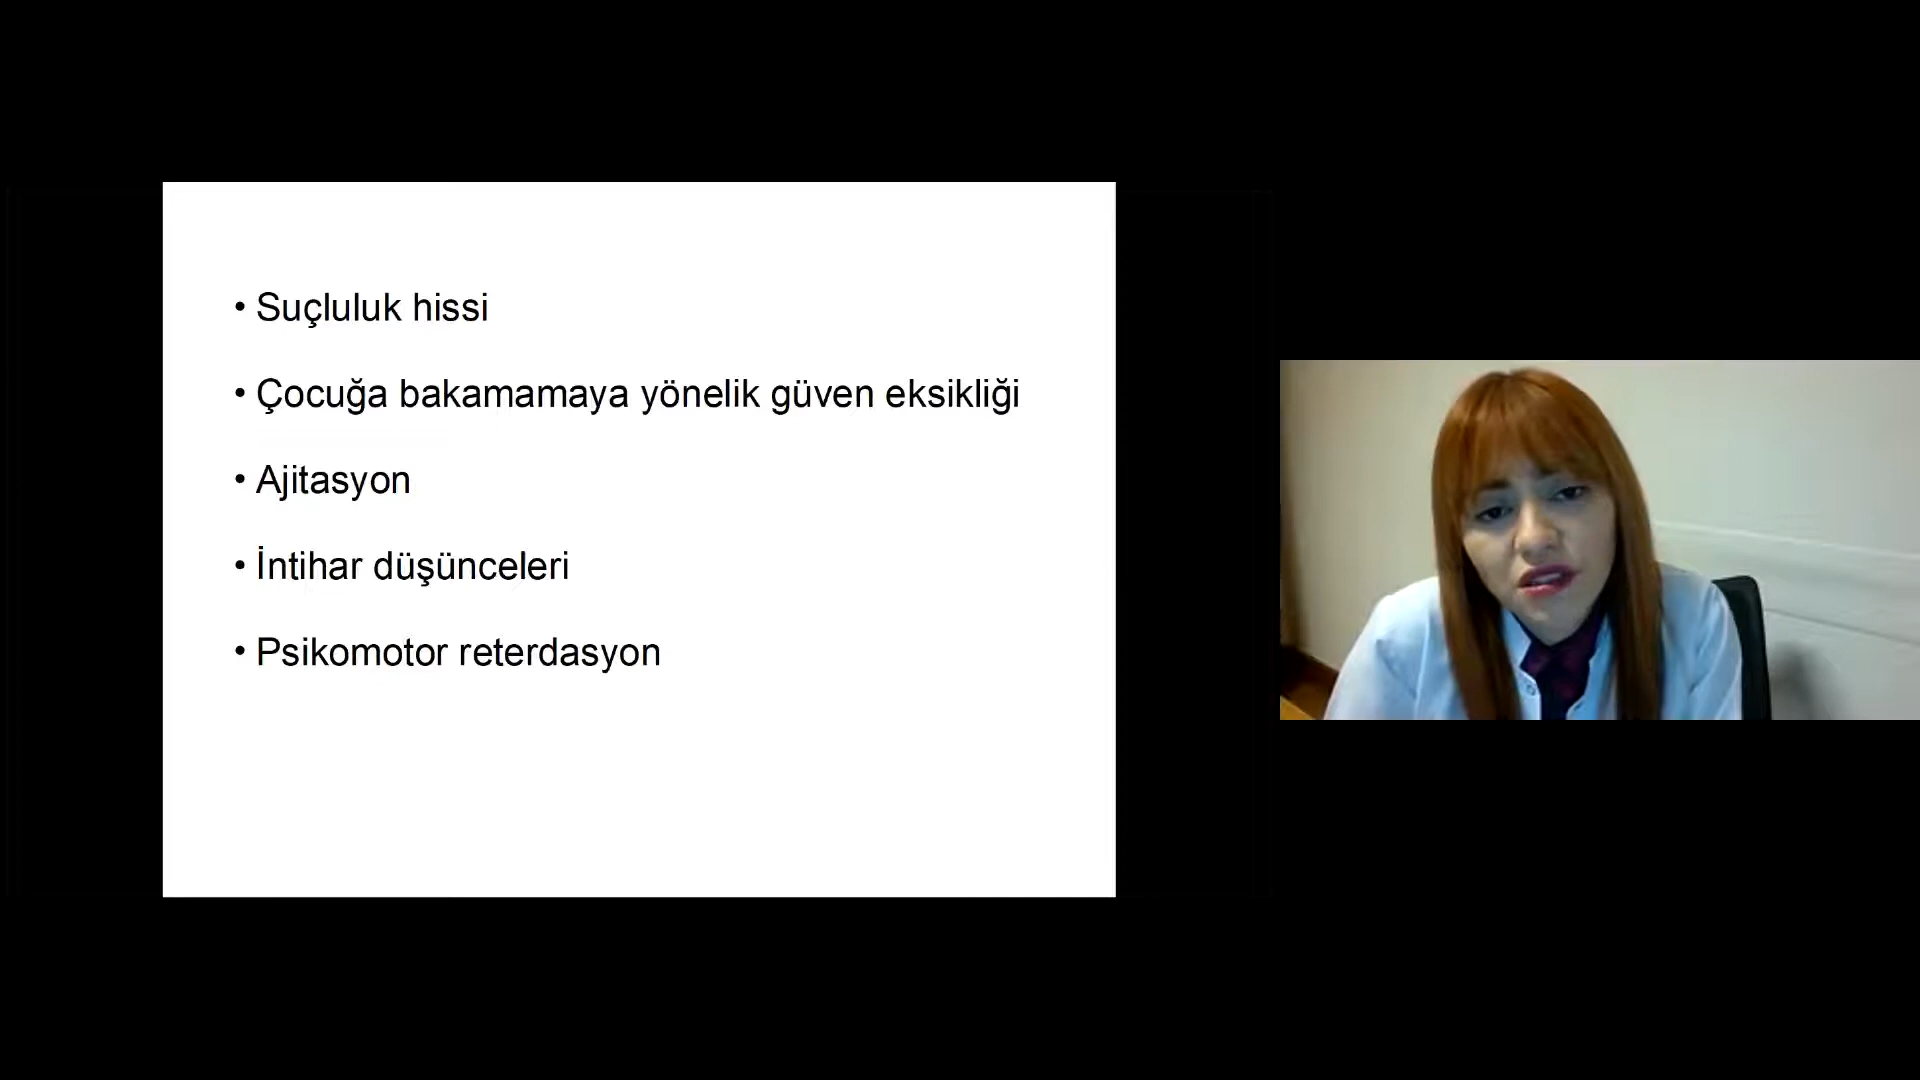 • Suçluluk hissi
• Çocuğa bakamamaya yönelik güven eksikliği
• Ajitasyon
• İntihar düşünceleri
• Psikomotor reterdasyon